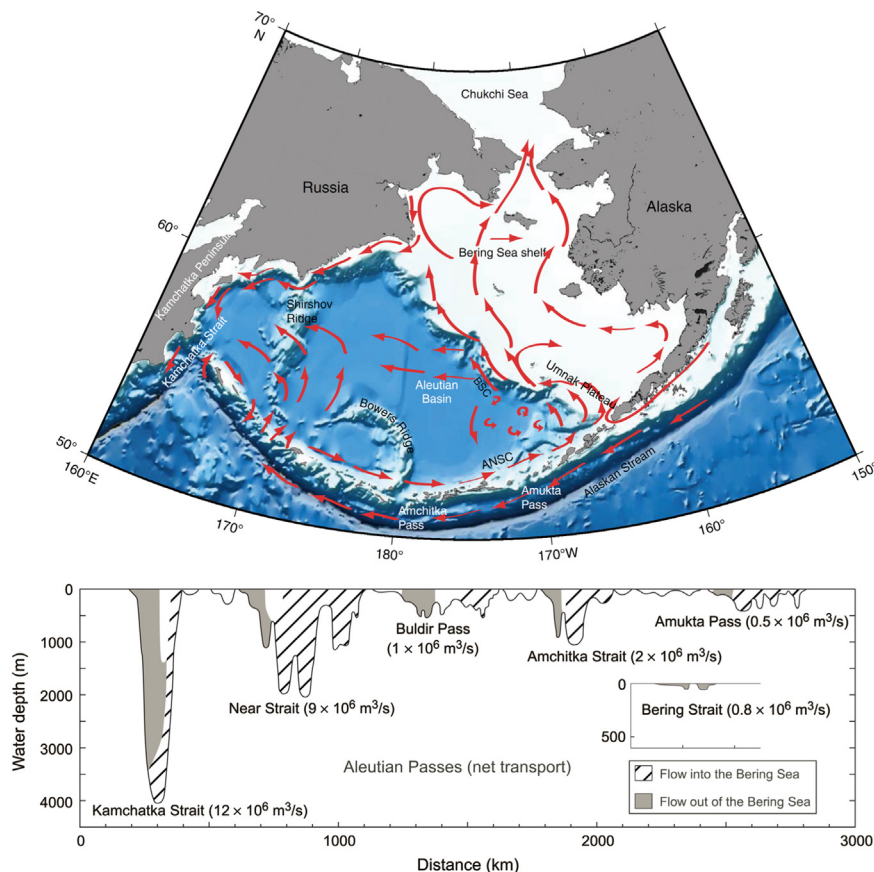 70°
N
Chukchi Sea
Russia
Alaska
60°
Bering Sea shelf
Kamchatka Peninsula
Shirshov
Ridge
Kamchatka Strait
Umnak Plateau
BSC
Aleutian
Basin
Bowers Ridge
50°
160°E
ANSC
Alaskan Stream
Amukta
Pass
150°
Amchitka
Pass
170°
180°
170°W
160°
0
1000
2000
3000
4000
Water depth (m)
Buldir Pass
(1 × 10⁶ m³/s)
Amukta Pass (0.5 × 10⁶ m³/s)
Amchitka Strait (2 × 10⁶ m³/s)
Near Strait (9 × 10⁶ m³/s)
0
500
Bering Strait (0.8 × 10⁶ m³/s)
Aleutian Passes (net transport)
Flow into the Bering Sea
Flow out of the Bering Sea
Kamchatka Strait (12 × 10⁶ m³/s)
0
1000
2000
3000
Distance (km)